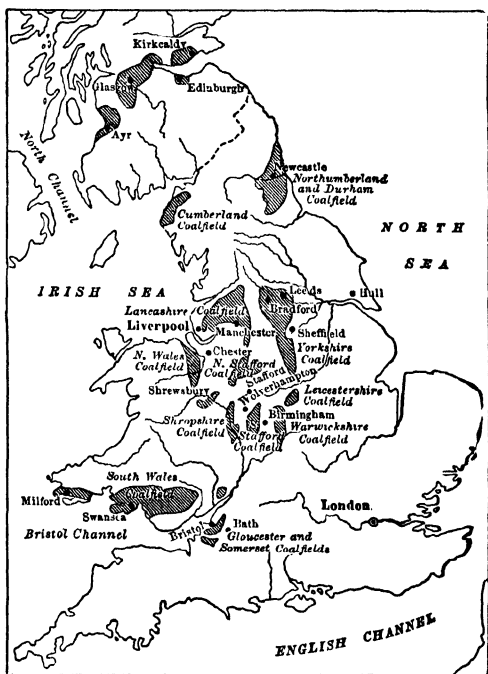 Kirkcaldy
Glasgow
Edinburgh
Ayr
North Channel
Newcastle
Northumberland
and Durham
Coalfield
Cumberland
Coalfield
NORTH
SEA
IRISH SEA
Leeds
Hull
Bradford
Lancashire
Coalfield
Liverpool
Manchester
Sheffield
Yorkshire
Coalfield
Chester
N. Wales
Coalfield
N. Stafford
Coalfield
Stafford
Wolverhampton
Shrewsbury
Leicestershire
Coalfield
Shropshire
Coalfield
Birmingham
Stafford
Coalfield
Warwickshire
Coalfield
South Wales
Coalfield
Milford
Swansea
London
Bristol Channel
Bristol
Bath
Gloucester and
Somerset Coalfields
ENGLISH CHANNEL